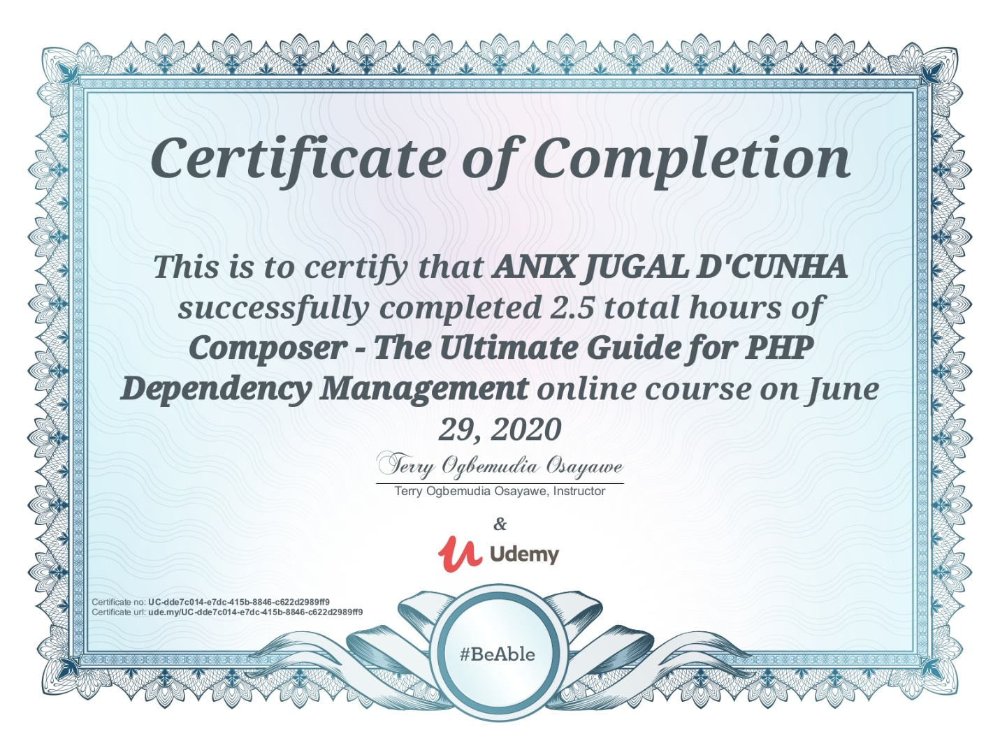 Certificate of Completion
This is to certify that ANIX JUGAL D'CUNHA
successfully completed 2.5 total hours of
Composer - The Ultimate Guide for PHP
Dependency Management online course on June
29, 2020
Terry Ogbemudia Osayawe
Terry Ogbemudia Osayawe, Instructor
&
Udemy
Certificate no: UC-dde7c014-e7dc-415b-8846-c622d2989ff9
Certificate url: ude.my/UC-dde7c014-e7dc-415b-8846-c622d2989ff9
#BeAble